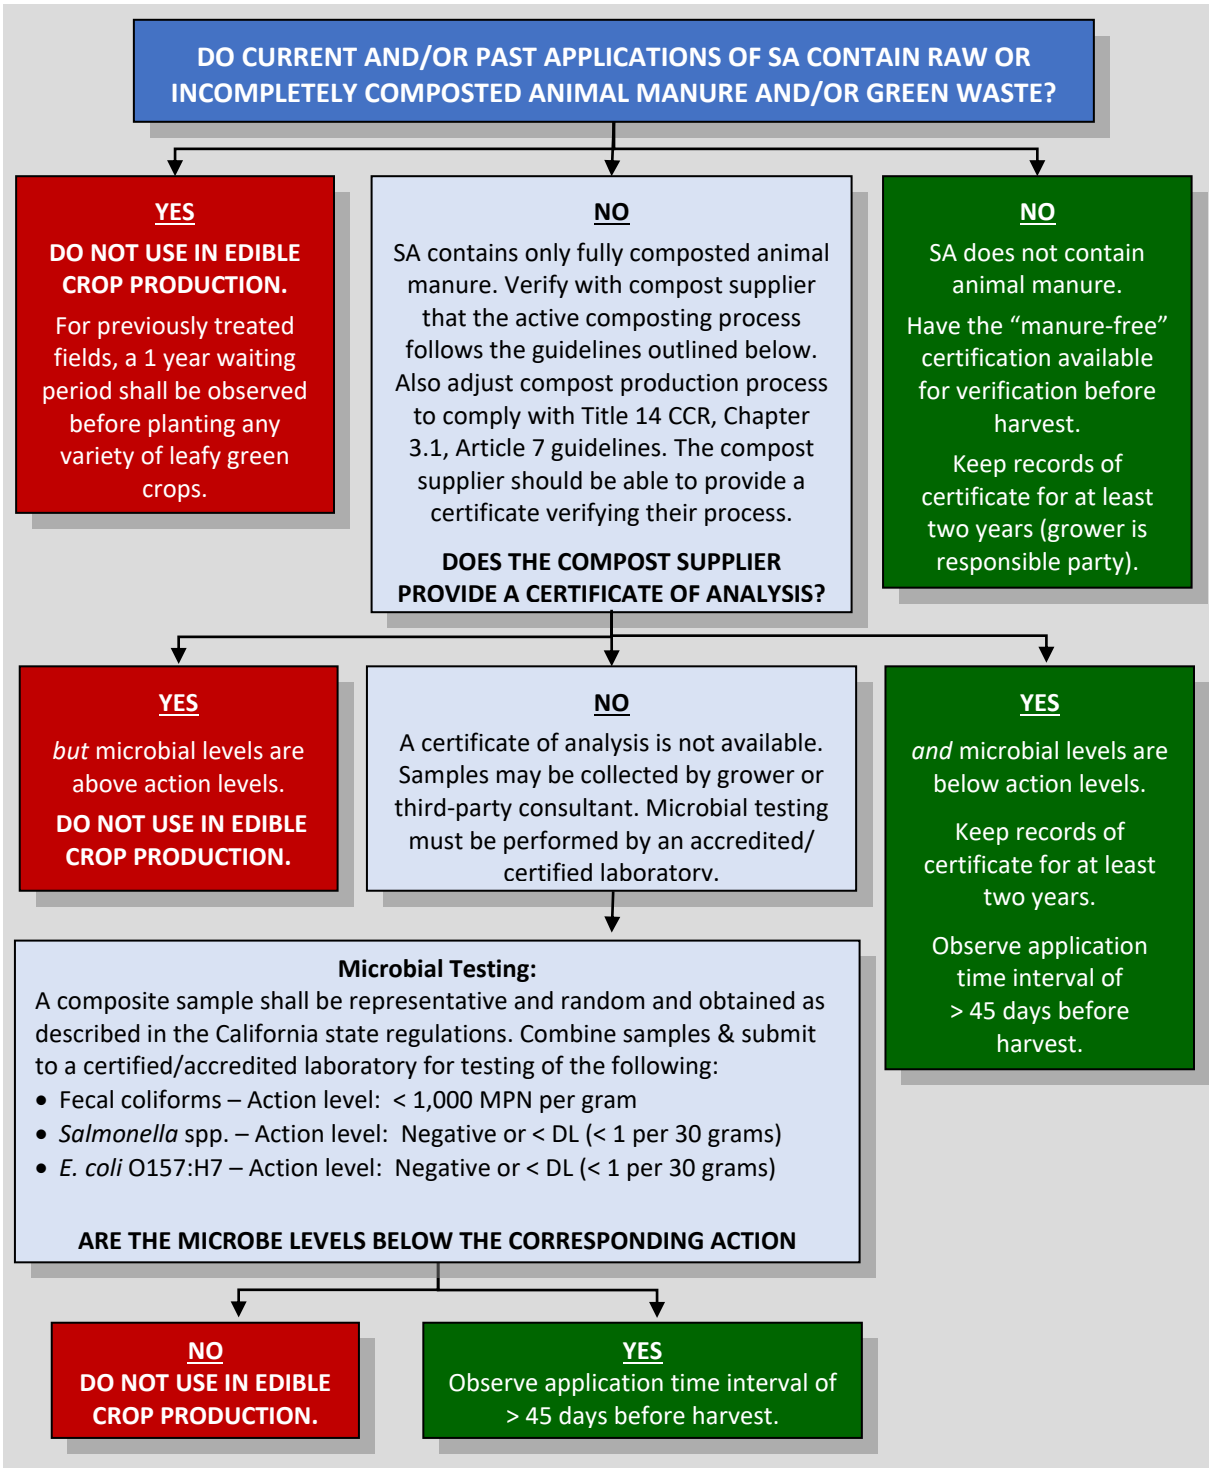 DO CURRENT AND/OR PAST APPLICATIONS OF SA CONTAIN RAW OR
INCOMPLETELY COMPOSTED ANIMAL MANURE AND/OR GREEN WASTE?
YES
DO NOT USE IN EDIBLE
CROP PRODUCTION.
For previously treated
fields, a 1 year waiting
period shall be observed
before planting any
variety of leafy green
crops.
NO
SA contains only fully composted animal
manure. Verify with compost supplier
that the active composting process
follows the guidelines outlined below.
Also adjust compost production process
to comply with Title 14 CCR, Chapter
3.1, Article 7 guidelines. The compost
supplier should be able to provide a
certificate verifying their process.
DOES THE COMPOST SUPPLIER
PROVIDE A CERTIFICATE OF ANALYSIS?
NO
SA does not contain
animal manure.
Have the “manure-free”
certification available
for verification before
harvest.
Keep records of
certificate for at least
two years (grower is
responsible party).
YES
but microbial levels are
above action levels.
DO NOT USE IN EDIBLE
CROP PRODUCTION.
NO
A certificate of analysis is not available.
Samples may be collected by grower or
third-party consultant. Microbial testing
must be performed by an accredited/
certified laboratory.
YES
and microbial levels are
below action levels.
Keep records of
certificate for at least
two years.
Observe application
time interval of
> 45 days before
harvest.
Microbial Testing:
A composite sample shall be representative and random and obtained as
described in the California state regulations. Combine samples & submit
to a certified/accredited laboratory for testing of the following:
• Fecal coliforms – Action level:  < 1,000 MPN per gram
• Salmonella spp. – Action level:  Negative or < DL (< 1 per 30 grams)
• E. coli O157:H7 – Action level:  Negative or < DL (< 1 per 30 grams)
ARE THE MICROBE LEVELS BELOW THE CORRESPONDING ACTION
NO
DO NOT USE IN EDIBLE
CROP PRODUCTION.
YES
Observe application time interval of
> 45 days before harvest.